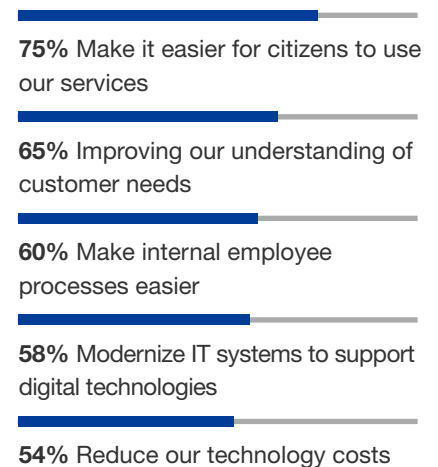 75% Make it easier for citizens to use
our services
65% Improving our understanding of
customer needs
60% Make internal employee
processes easier
58% Modernize IT systems to support
digital technologies
54% Reduce our technology costs